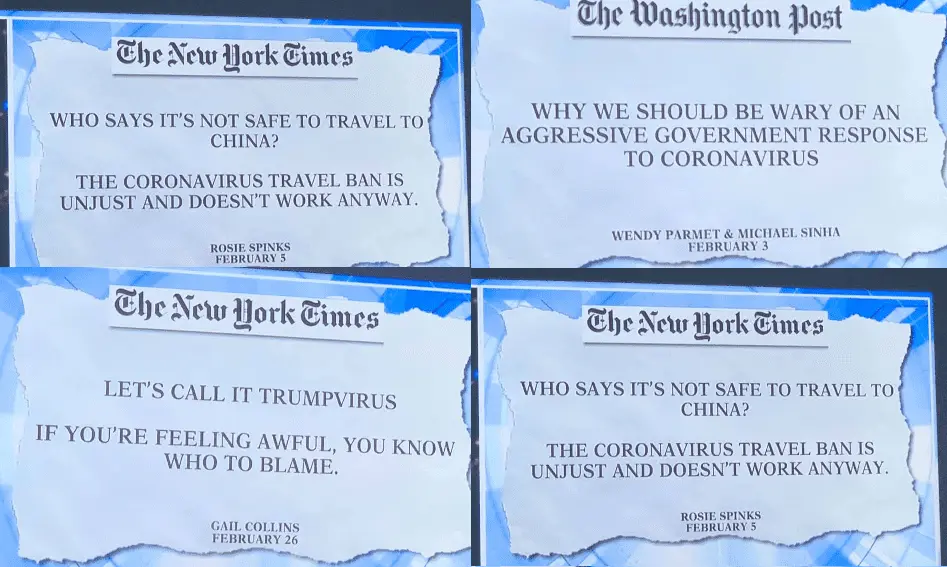 The New York Times
WHO SAYS IT'S NOT SAFE TO TRAVEL TO
CHINA?
THE CORONAVIRUS TRAVEL BAN IS
UNJUST AND DOESN'T WORK ANYWAY.
ROSIE SPINKS
FEBRUARY 5
The Washington Post
WHY WE SHOULD BE WARY OF AN
AGGRESSIVE GOVERNMENT RESPONSE
TO CORONAVIRUS
WENDY PARMET & MICHAEL SINHA
FEBRUARY 3
The New York Times
LET'S CALL IT TRUMPVIRUS
IF YOU'RE FEELING AWFUL, YOU KNOW
WHO TO BLAME.
GAIL COLLINS
FEBRUARY 26
The New York Times
WHO SAYS IT'S NOT SAFE TO TRAVEL TO
CHINA?
THE CORONAVIRUS TRAVEL BAN IS
UNJUST AND DOESN'T WORK ANYWAY.
ROSIE SPINKS
FEBRUARY 5